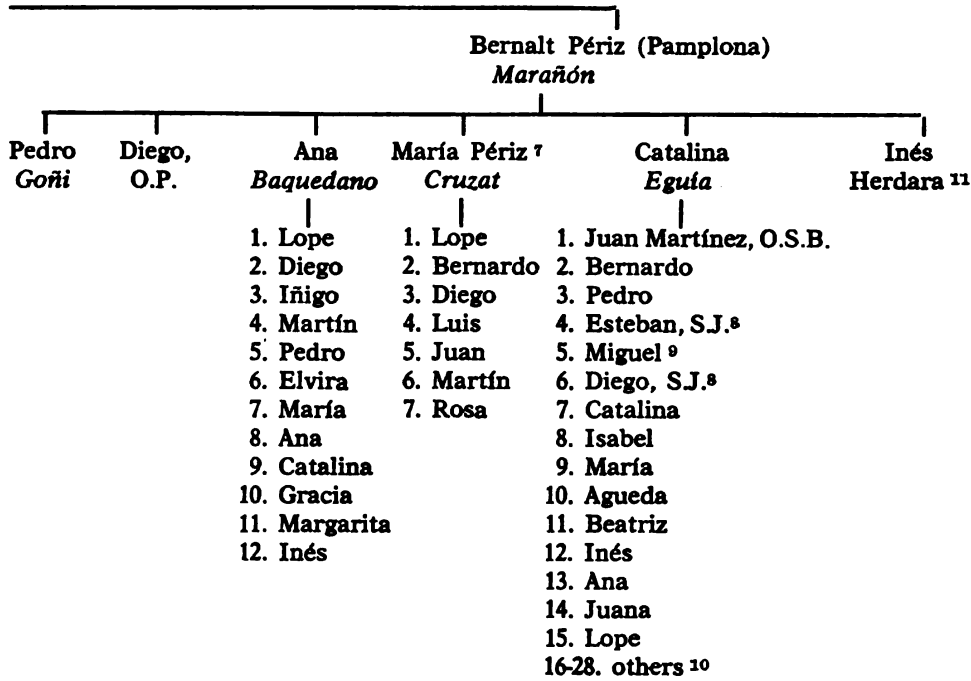 Bernalt Périz (Pamplona)
Marañón
Pedro
Goñi
Diego,
O.P.
Ana
Baquedano
María Périz 7
Cruzat
Catalina
Eguía
Inés
Herdara 11
1. Lope
2. Diego
3. Iñigo
4. Martín
5. Pedro
6. Elvira
7. María
8. Ana
9. Catalina
10. Gracia
11. Margarita
12. Inés
1. Lope
2. Bernardo
3. Diego
4. Luis
5. Juan
6. Martín
7. Rosa
1. Juan Martínez, O.S.B.
2. Bernardo
3. Pedro
4. Esteban, S.J.8
5. Miguel 9
6. Diego, S.J.8
7. Catalina
8. Isabel
9. María
10. Agueda
11. Beatriz
12. Inés
13. Ana
14. Juana
15. Lope
16-28. others 10